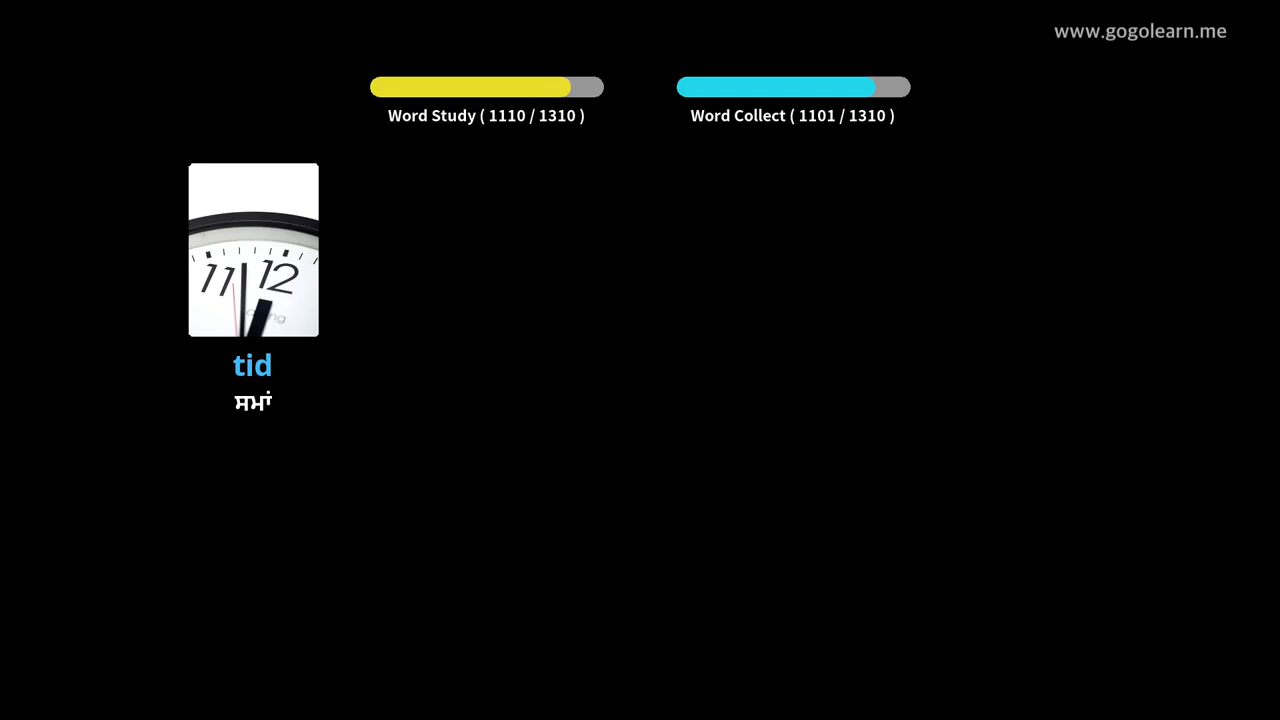 www.gogolearn.me
Word Study ( 1110 / 1310 )
Word Collect ( 1101 / 1310 )
11 12
tid
ਸਮਾਂ